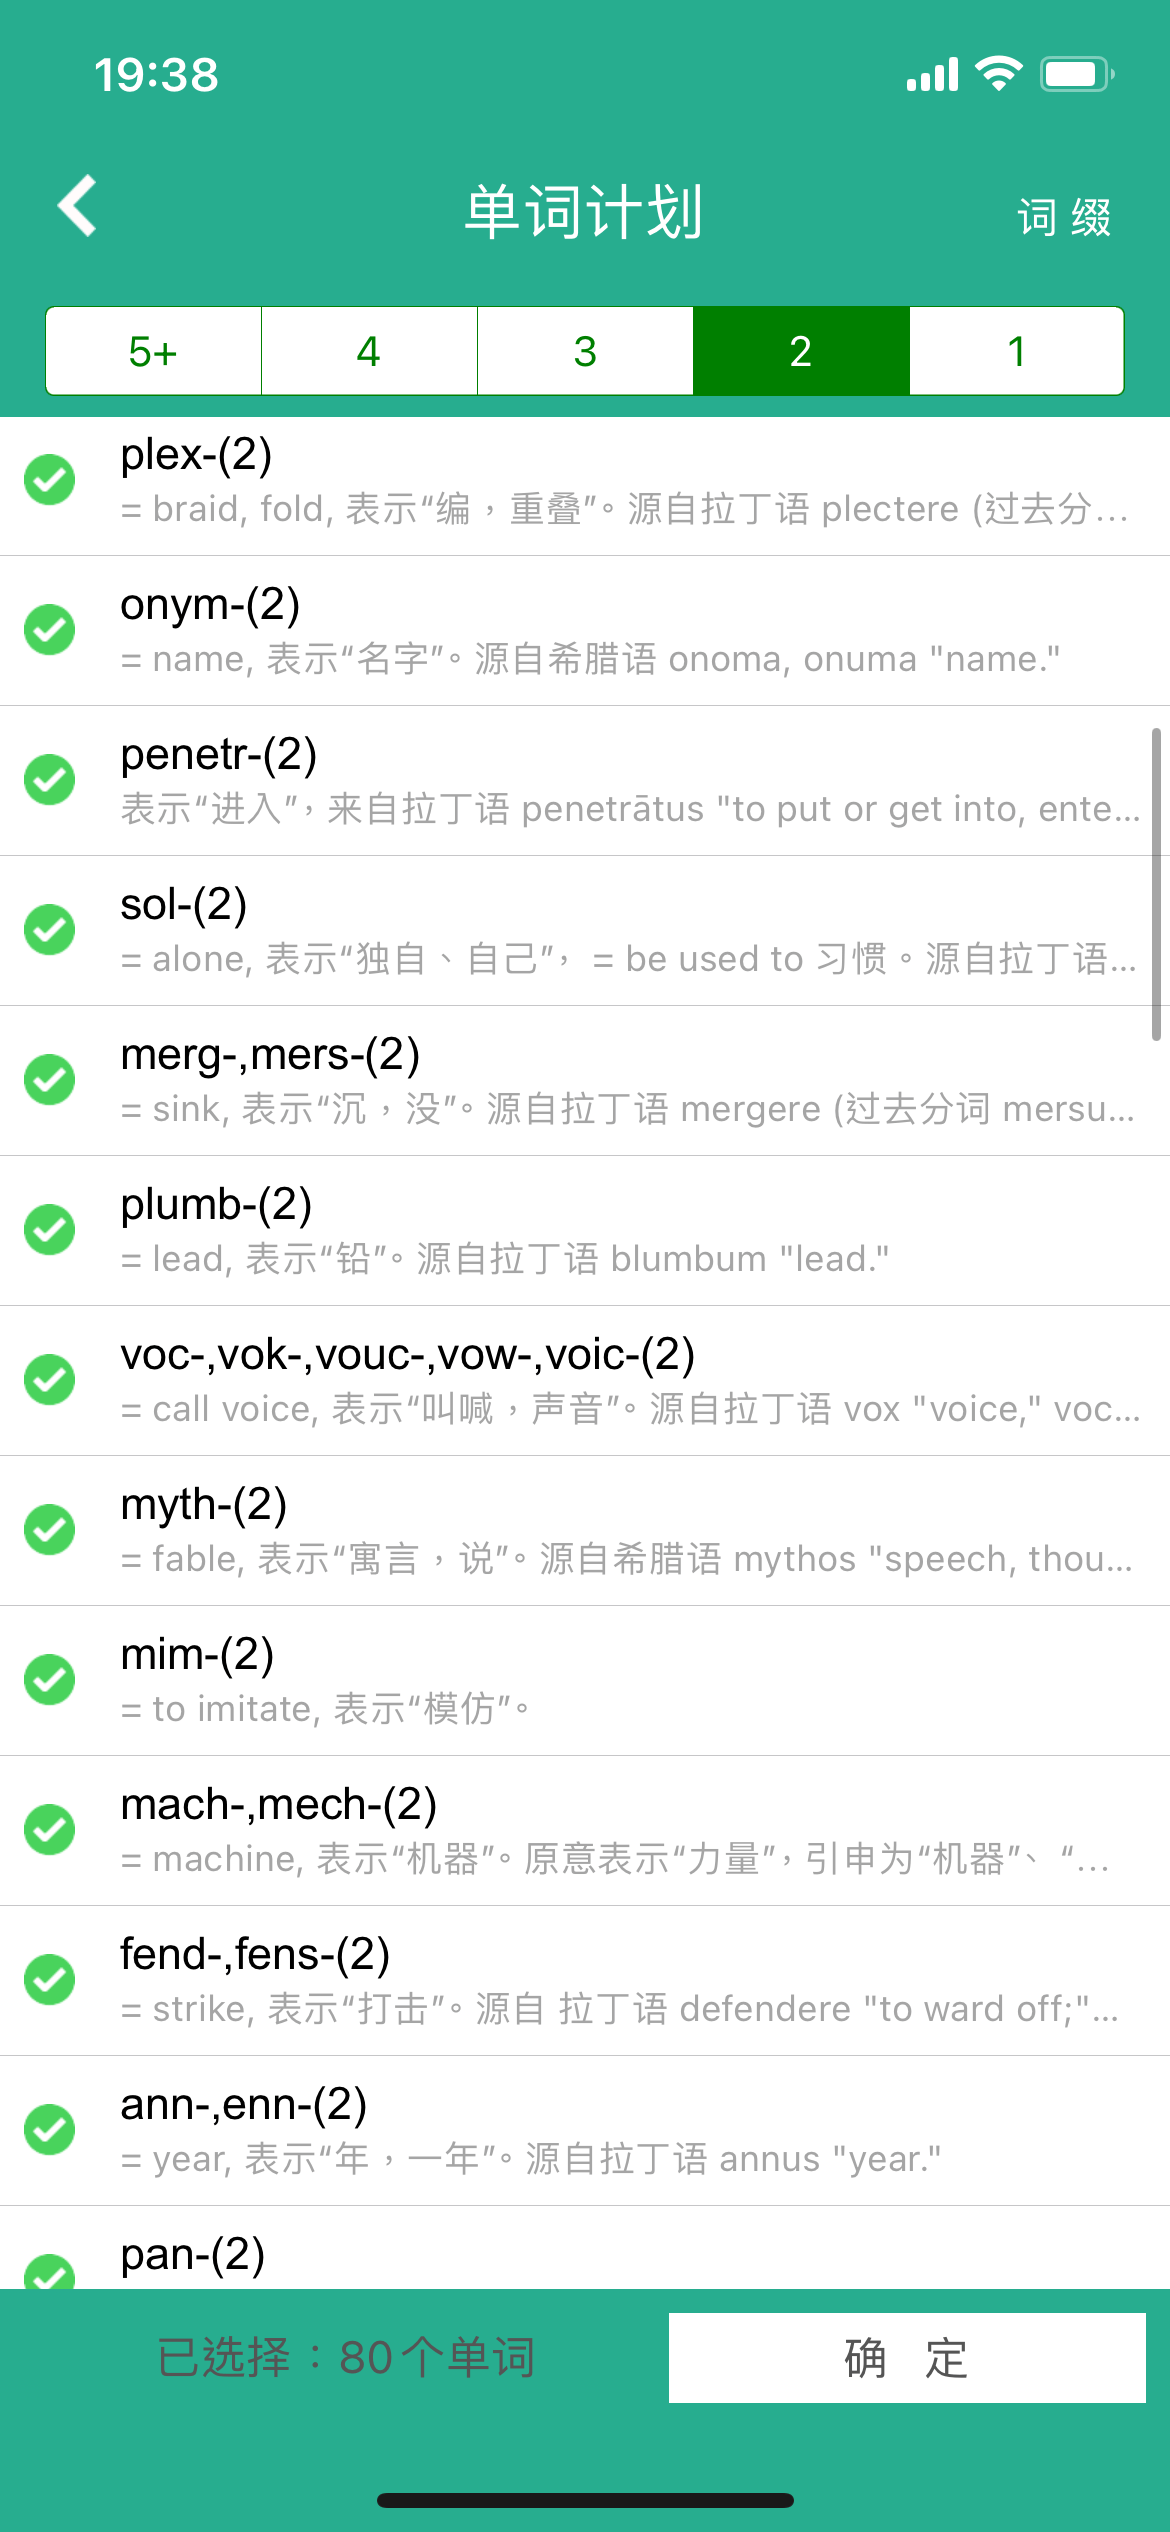 19:38
单词计划
词 缀
5+ 4 3 2 1
plex-(2)
= braid, fold, 表示“编，重叠”。源自拉丁语 plectere (过去分...
onym-(2)
= name, 表示“名字”。源自希腊语 onoma, onuma "name."
penetr-(2)
表示“进入”，来自拉丁语 penetrātus "to put or get into, ente...
sol-(2)
= alone, 表示“独自、自己”， = be used to 习惯。源自拉丁语...
merg-,mers-(2)
= sink, 表示“沉，没”。源自拉丁语 mergere (过去分词 mersu...
plumb-(2)
= lead, 表示“铅”。源自拉丁语 blumbum "lead."
voc-,vok-,vouc-,vow-,voic-(2)
= call voice, 表示“叫喊，声音”。源自拉丁语 vox "voice," voc...
myth-(2)
= fable, 表示“寓言，说”。源自希腊语 mythos "speech, thou...
mim-(2)
= to imitate, 表示“模仿”。
mach-,mech-(2)
= machine, 表示“机器”。原意表示“力量”，引申为“机器”、“...
fend-,fens-(2)
= strike, 表示“打击”。源自 拉丁语 defendere "to ward off;"...
ann-,enn-(2)
= year, 表示“年，一年”。源自拉丁语 annus "year."
pan-(2)
已选择：80个单词
确 定